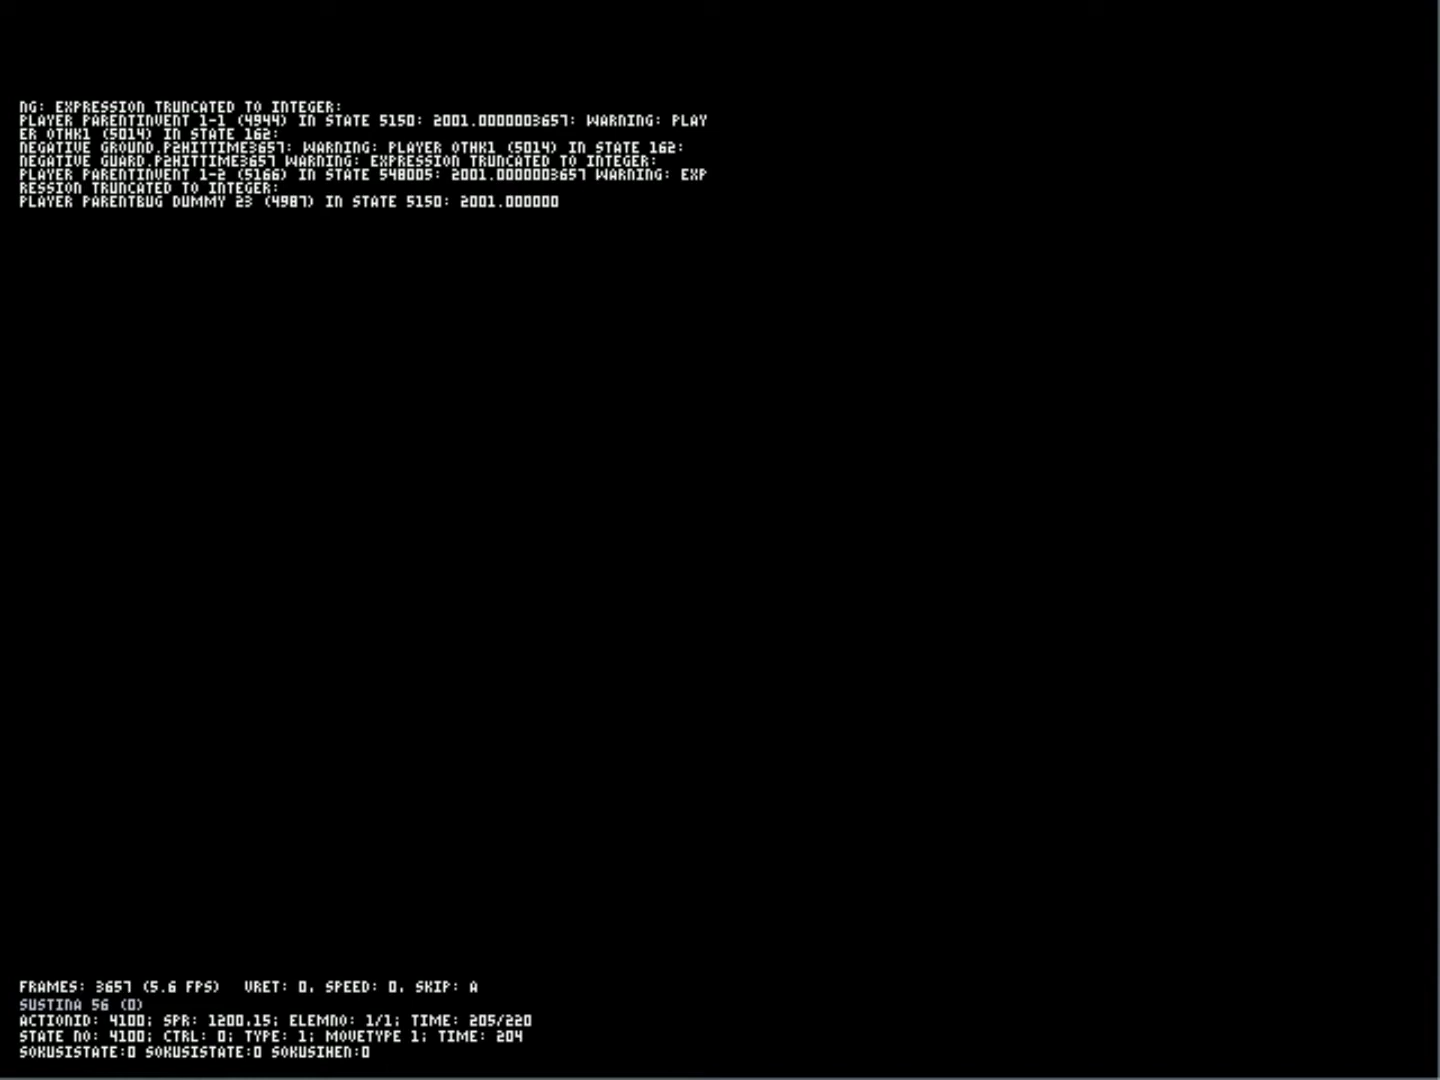 NG: EXPRESSION TRUNCATED TO INTEGER:
PLAYER PARENTINVENT 1-1 (4944) IN STATE 5150: 2001.0000003657: WARNING: PLAY
ER OTHK1 (5014) IN STATE 162:
NEGATIVE GROUND.P2HITTIME3657: WARNING: PLAYER OTHK1 (5014) IN STATE 162:
NEGATIVE GUARD.P2HITTIME3657 WARNING: EXPRESSION TRUNCATED TO INTEGER:
PLAYER PARENTINVENT 1-2 (5166) IN STATE 548005: 2001.0000003657 WARNING: EXP
RESSION TRUNCATED TO INTEGER:
PLAYER PARENTBUG DUMMY 23 (4987) IN STATE 5150: 2001.000000
FRAMES: 3657 (5.6 FPS) VRET: 0, SPEED: 0, SKIP: A
SUSTINA 56 (0)
ACTIONID: 4100; SPR: 1200,15; ELEMNO: 1/1; TIME: 205/220
STATE NO: 4100; CTRL: 0; TYPE: 1; MOVETYPE 1; TIME: 204
SOKUSISTATE:0 SOKUSISTATE:0 SOKUSIHEN:0